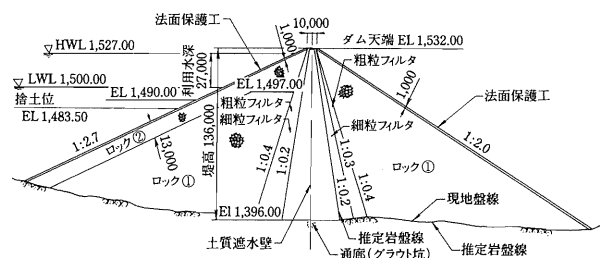 10,000
法面保護工
1,000
ダム天端 EL 1,532.00
HWL 1,527.00
利用水深
27,000
粗粒フィルタ
LWL 1,500.00
EL 1,497.00
1,000
法面保護工
EL 1,490.00
捨土位
粗粒フィルタ
細粒フィルタ
細粒フィルタ
EL 1,483.50
1:2.7
ロック②
13,000
堤高 136,000
1:0.4
1:0.2
1:0.3
1:0.2
1:0.4
1:2.0
ロック①
ロック①
El 1,396.00
現地盤線
土質遮水壁
推定岩盤線
推定岩盤線
通廊(グラウト坑)